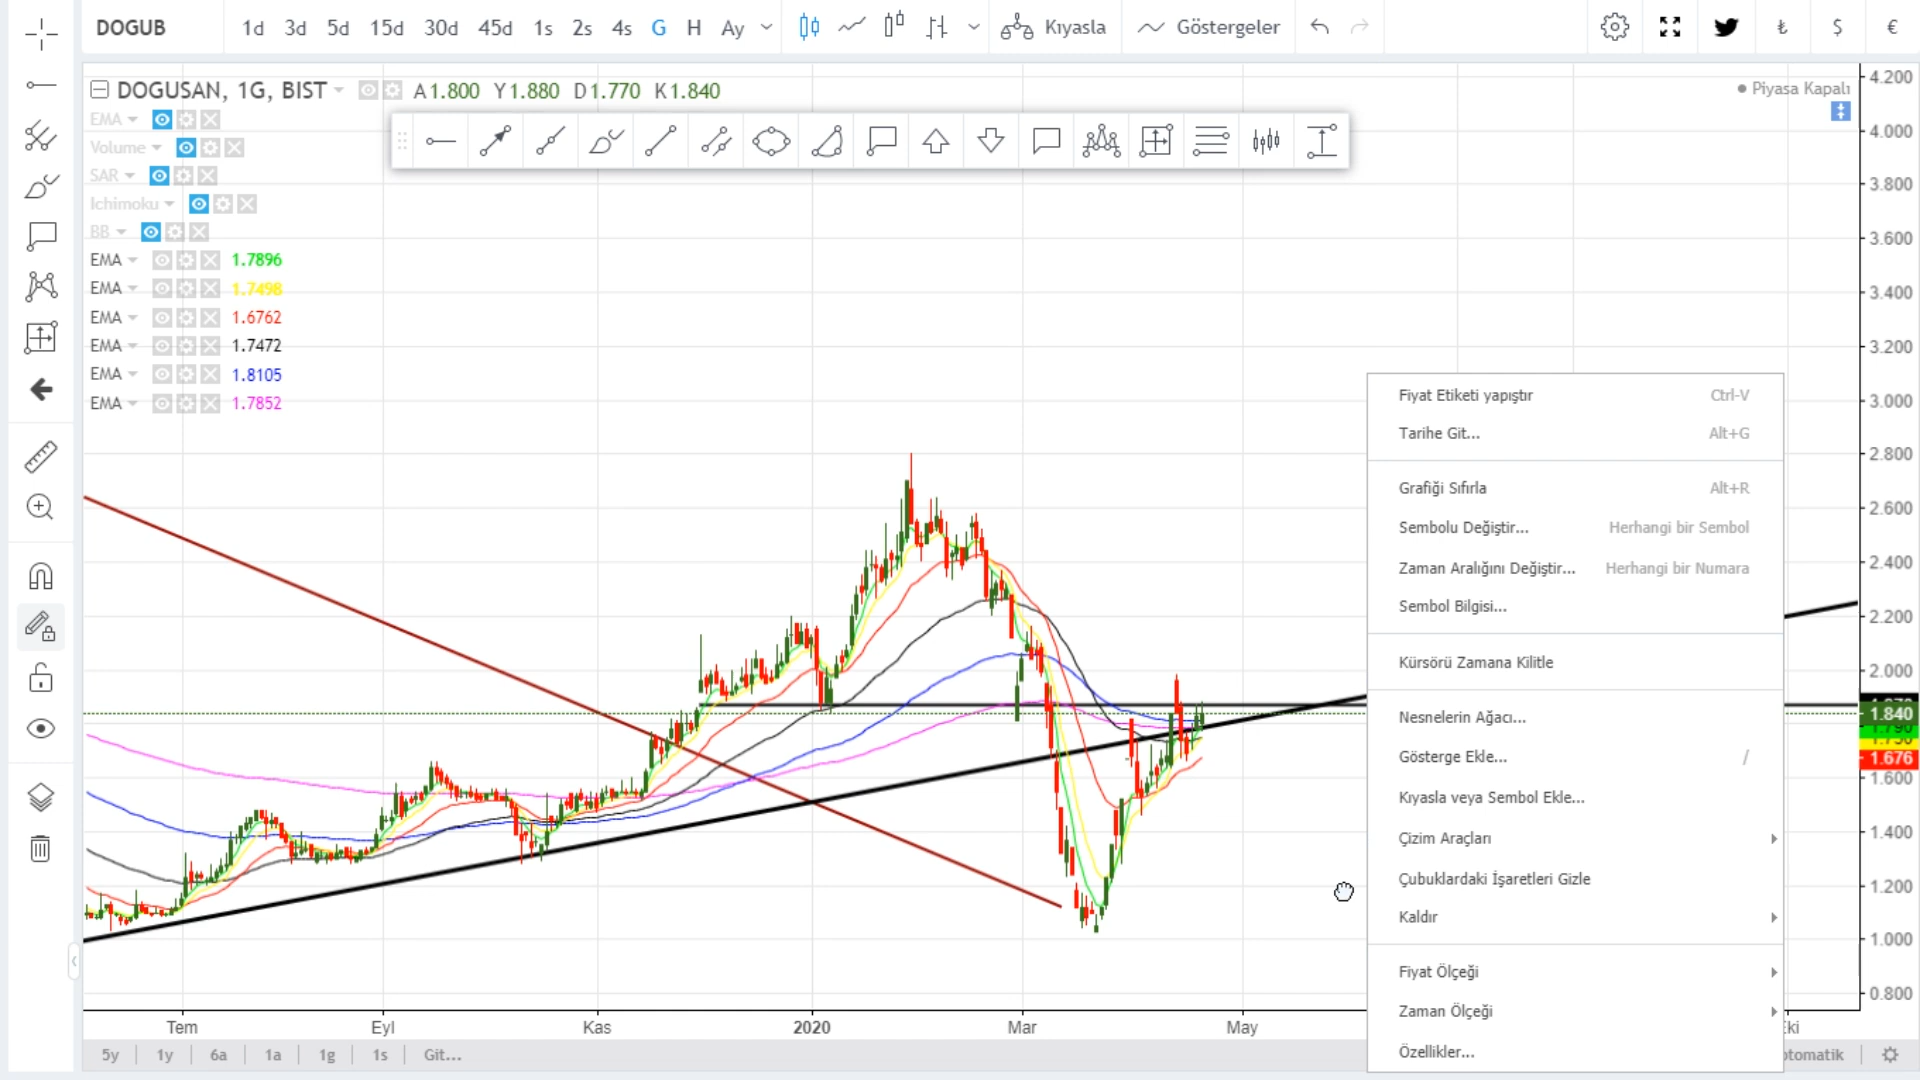 DOGUB 1d 3d 5d 15d 30d 45d 1s 2s 4s G H Ay Kıyasla Göstergeler ₺ $ €
DOGUSAN, 1G, BIST A1.800 Y1.880 D1.770 K1.840
Piyasa Kapalı
EMA
Volume
SAR
Ichimoku
BB
EMA 1.7896
EMA 1.7498
EMA 1.6762
EMA 1.7472
EMA 1.8105
EMA 1.7852
4.200
4.000
3.800
3.600
3.400
3.200
3.000
2.800
2.600
2.400
2.200
2.000
1.840
1.676
1.600
1.400
1.200
1.000
0.800
Fiyat Etiketi yapıştır Ctrl-V
Tarihe Git... Alt+G
Grafiği Sıfırla Alt+R
Sembolu Değiştir... Herhangi bir Sembol
Zaman Aralığını Değiştir... Herhangi bir Numara
Sembol Bilgisi...
Kürsörü Zamana Kilitle
Nesnelerin Ağacı...
Gösterge Ekle... /
Kıyasla veya Sembol Ekle...
Çizim Araçları
Çubuklardaki İşaretleri Gizle
Kaldır
Fiyat Ölçeği
Zaman Ölçeği
Özellikler...
Tem Eyl Kas 2020 Mar May
5y 1y 6a 1a 1g 1s Git...